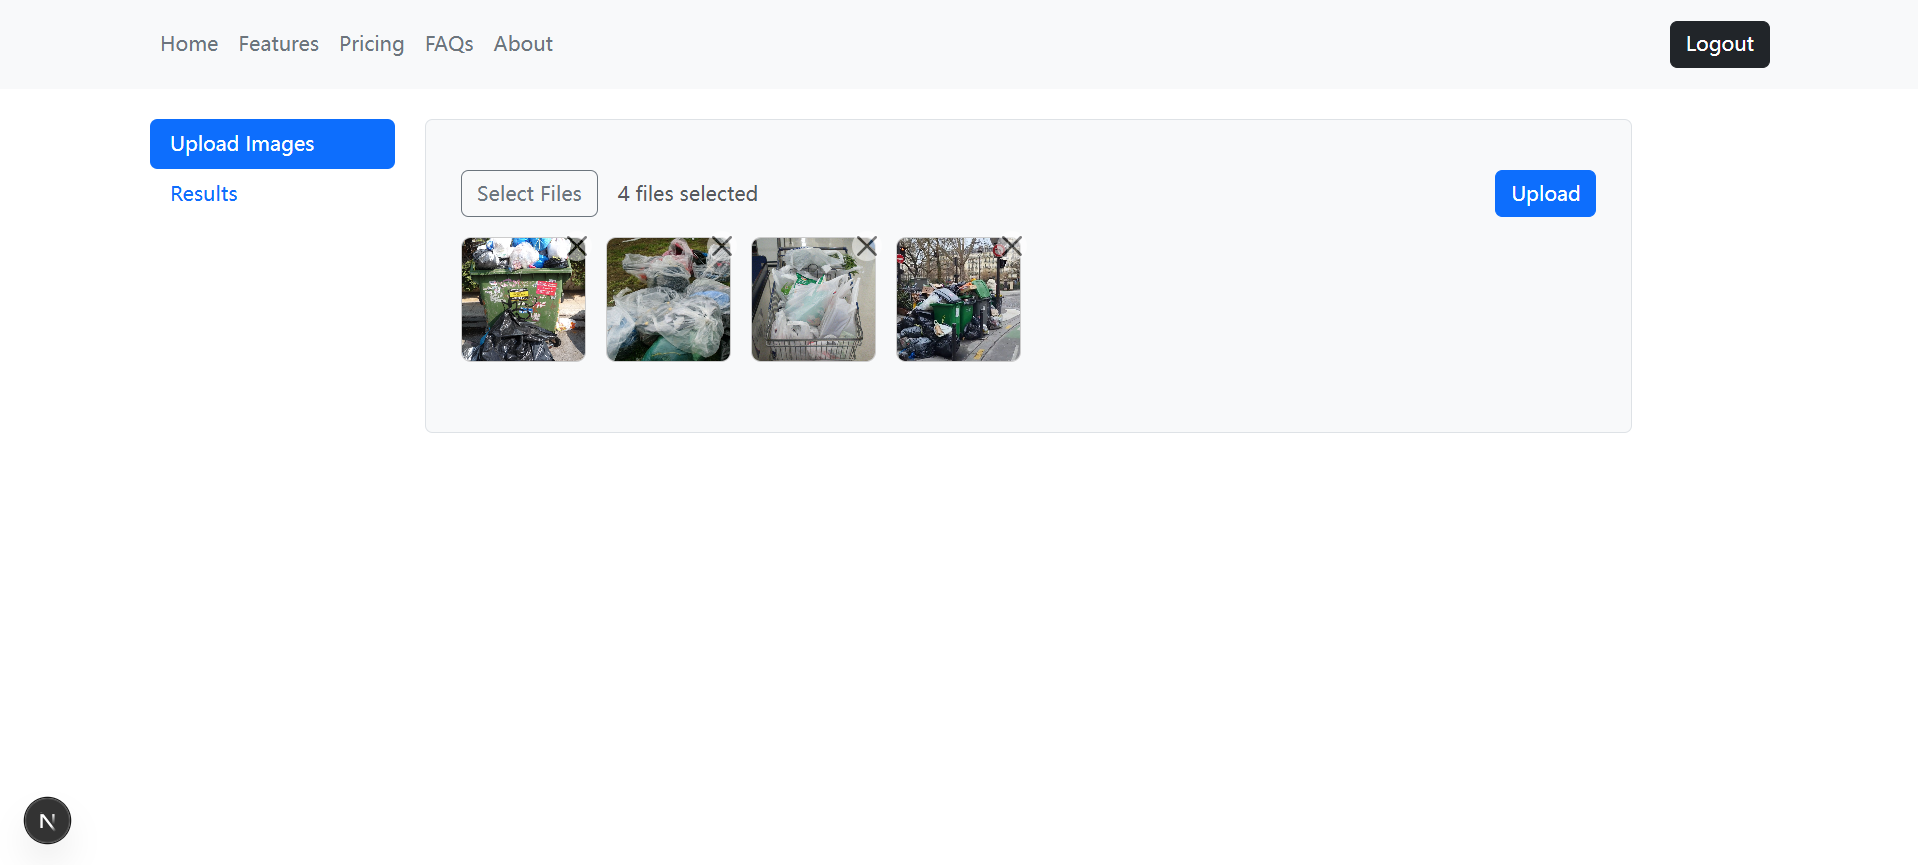 Home Features Pricing FAQs About Logout
Upload Images
Results
Select Files 4 files selected Upload
N